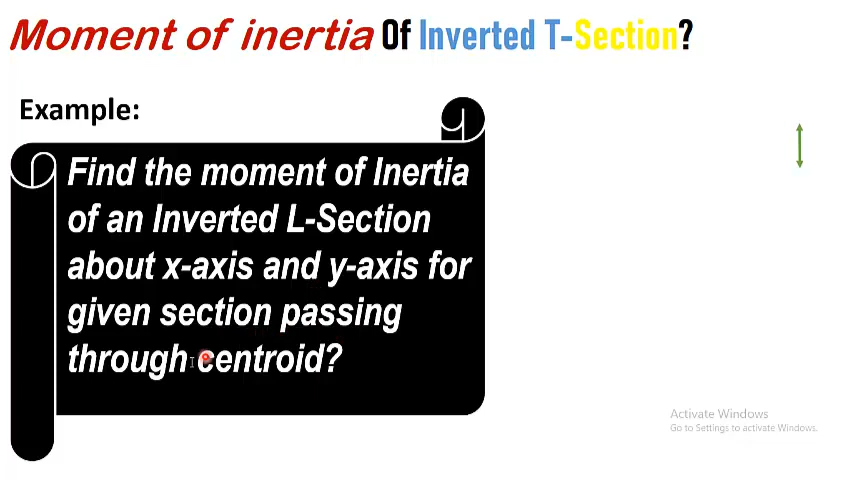 Moment of inertia Of Inverted T-Section?
Example:
Find the moment of Inertia
of an Inverted L-Section
about x-axis and y-axis for
given section passing
through centroid?
Activate Windows
Go to Settings to activate Windows.